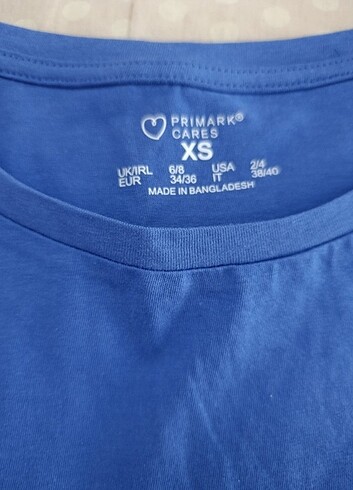 PRIMARK®
CARES
XS
UK/IRL 6/8 USA 2/4
EUR 34/36 IT 38/40
MADE IN BANGLADESH